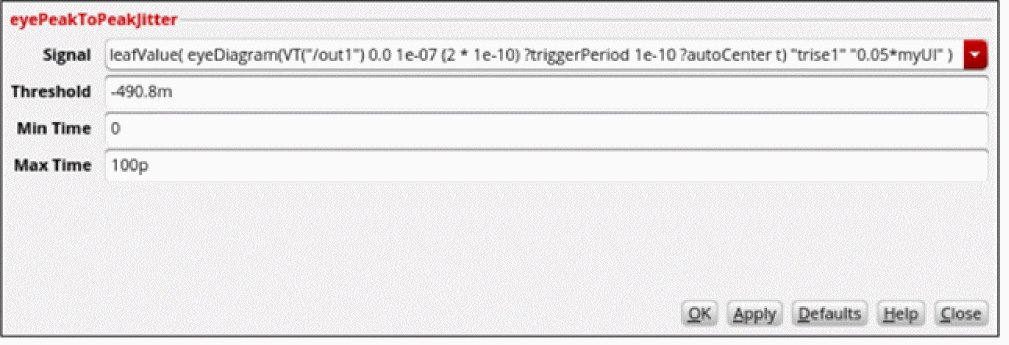 eyePeakToPeakJitter
Signal leafValue( eyeDiagram(VT("/out1") 0.0 1e-07 (2 * 1e-10) ?triggerPeriod 1e-10 ?autoCenter t) "trise1" "0.05*myUI" )
Threshold -490.8m
Min Time 0
Max Time 100p
OK Apply Defaults Help Close